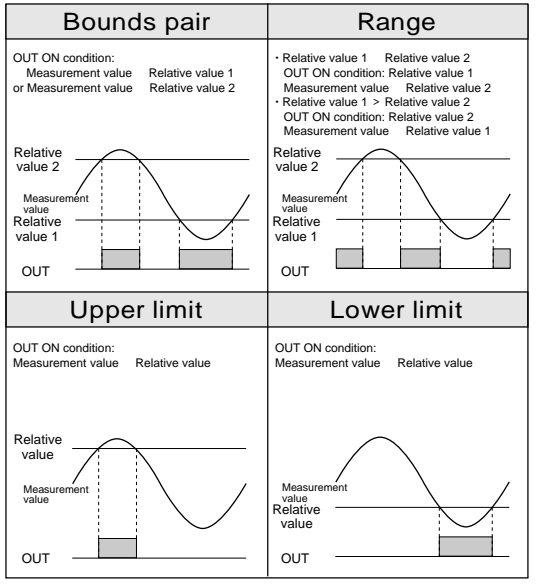 Bounds pair
OUT ON condition:
Measurement value Relative value 1
or Measurement value Relative value 2
Relative
value 2
Measurement
value
Relative
value 1
OUT
Range
・Relative value 1 Relative value 2
OUT ON condition: Relative value 1
Measurement value Relative value 2
・Relative value 1 > Relative value 2
OUT ON condition: Relative value 2
Measurement value Relative value 1
Relative
value 2
Measurement
value
Relative
value 1
OUT
Upper limit
OUT ON condition:
Measurement value Relative value
Relative
value
Measurement
value
OUT
Lower limit
OUT ON condition:
Measurement value Relative value
Measurement
value
Relative
value
OUT